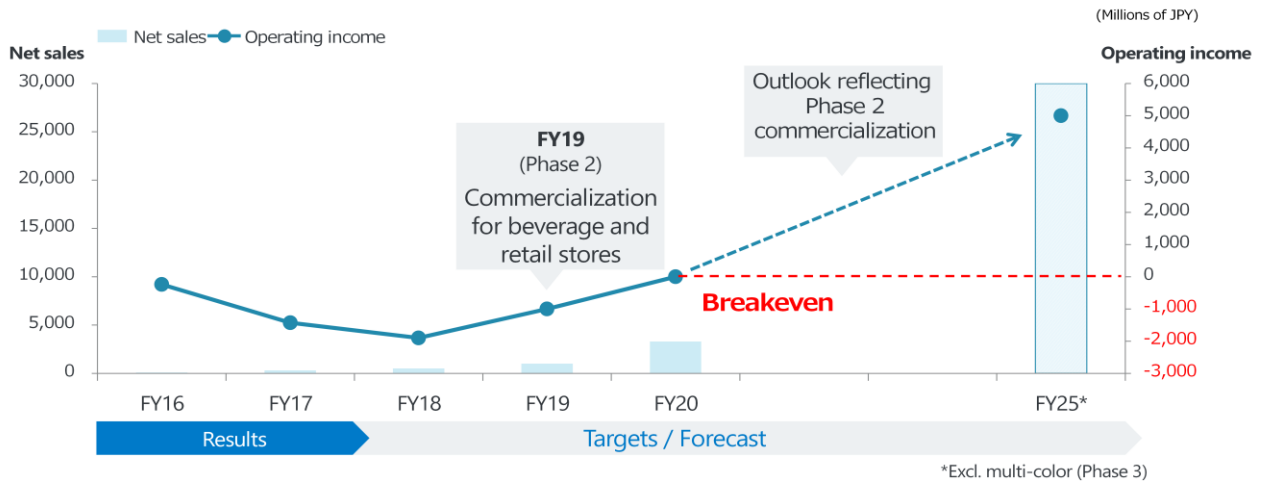 (Millions of JPY)
Net sales
Operating income
Net sales
Operating income
30,000
25,000
20,000
15,000
10,000
5,000
0
6,000
5,000
4,000
3,000
2,000
1,000
0
-1,000
-2,000
-3,000
FY19
(Phase 2)
Commercialization
for beverage and
retail stores
Outlook reflecting
Phase 2
commercialization
Breakeven
FY16
FY17
FY18
FY19
FY20
FY25*
Results
Targets / Forecast
*Excl. multi-color (Phase 3)